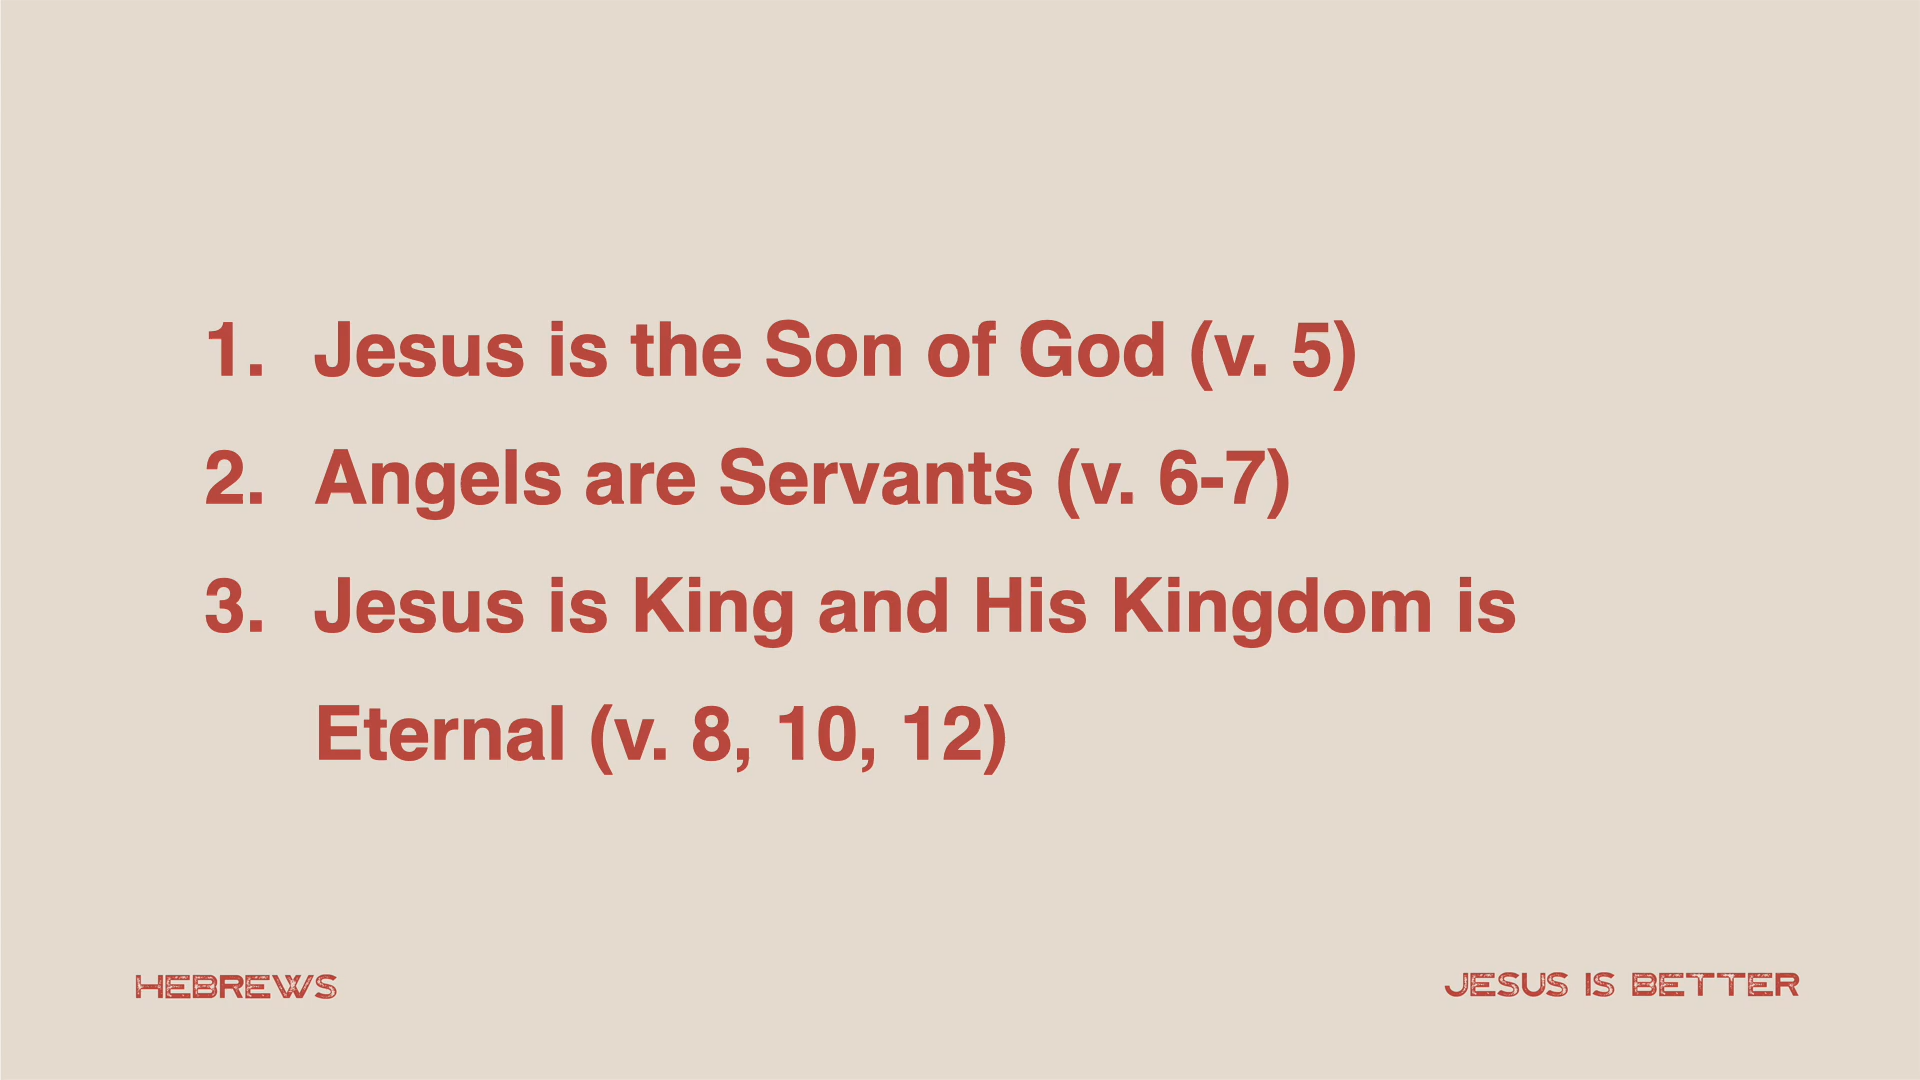 1. Jesus is the Son of God (v. 5)
2. Angels are Servants (v. 6-7)
3. Jesus is King and His Kingdom is
Eternal (v. 8, 10, 12)
HEBREWS
JESUS IS BETTER